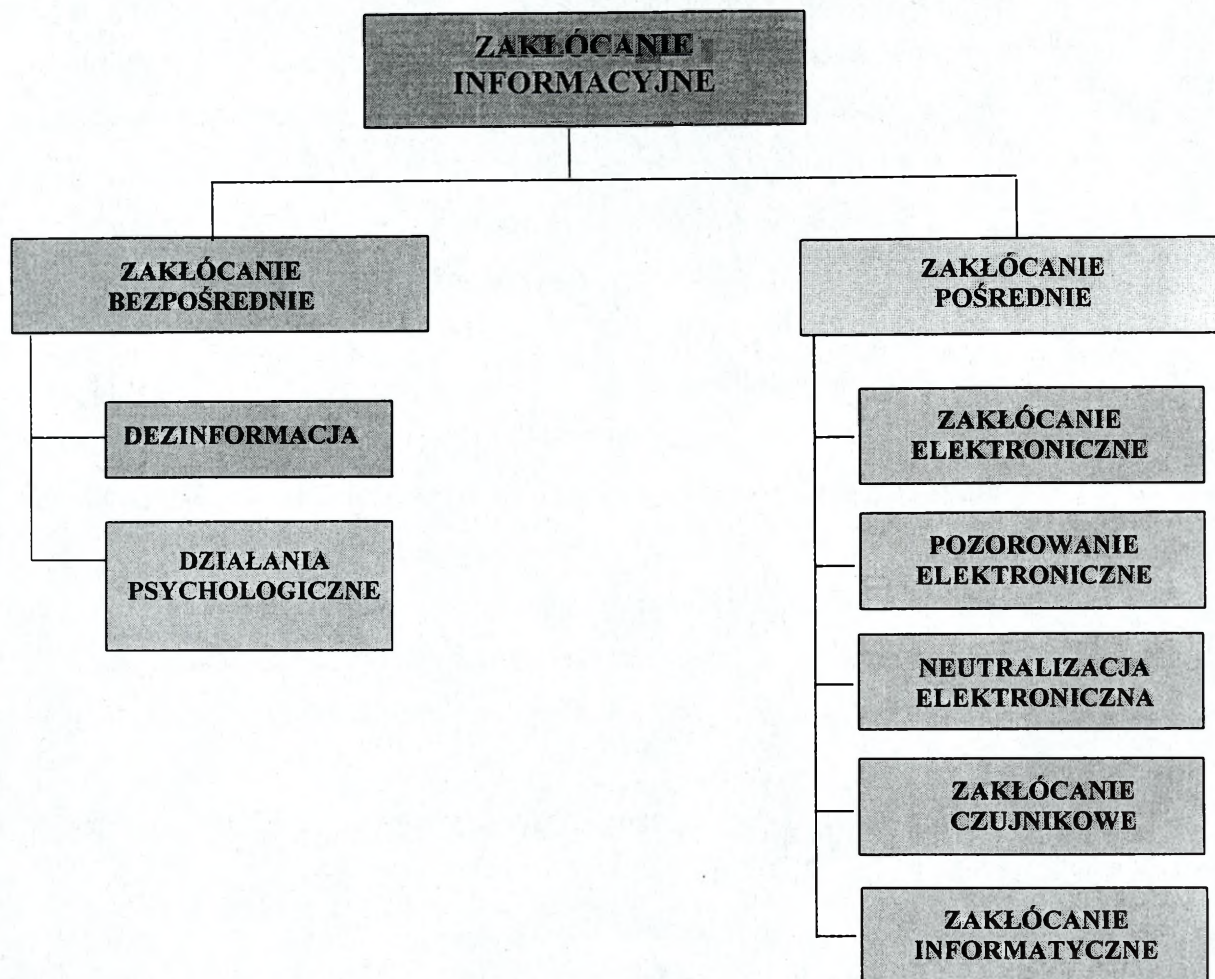 ZAKŁÓCANIE
INFORMACYJNE
ZAKŁÓCANIE
BEZPOŚREDNIE
DEZINFORMACJA
DZIAŁANIA
PSYCHOLOGICZNE
ZAKŁÓCANIE
POŚREDNIE
ZAKŁÓCANIE
ELEKTRONICZNE
POZOROWANIE
ELEKTRONICZNE
NEUTRALIZACJA
ELEKTRONICZNA
ZAKŁÓCANIE
CZUJNIKOWE
ZAKŁÓCANIE
INFORMATYCZNE